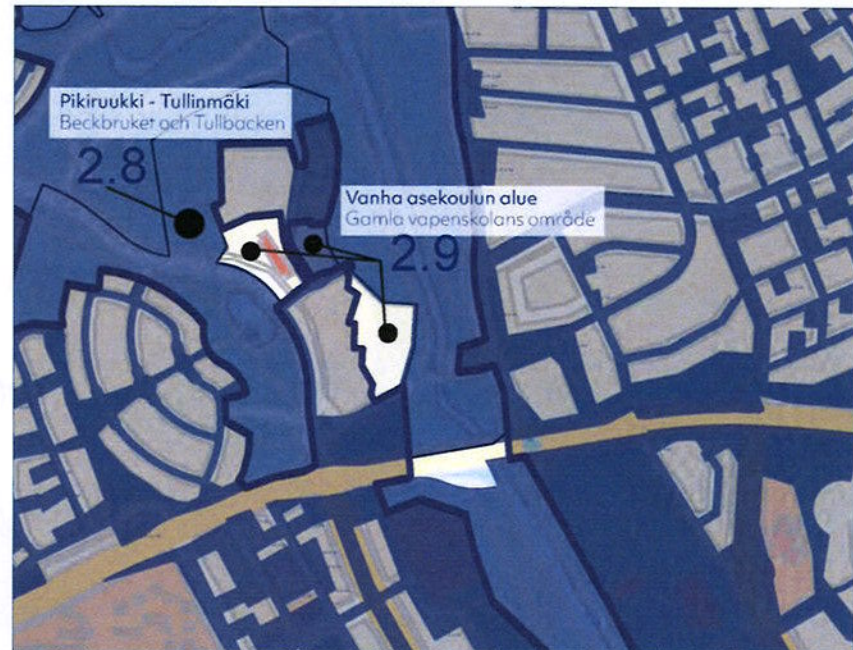 Pikiruukki - Tullinmäki
Beckbruket och Tullbacken
2.8
Vanha asekoulun alue
Gamla vapenskolans område
2.9